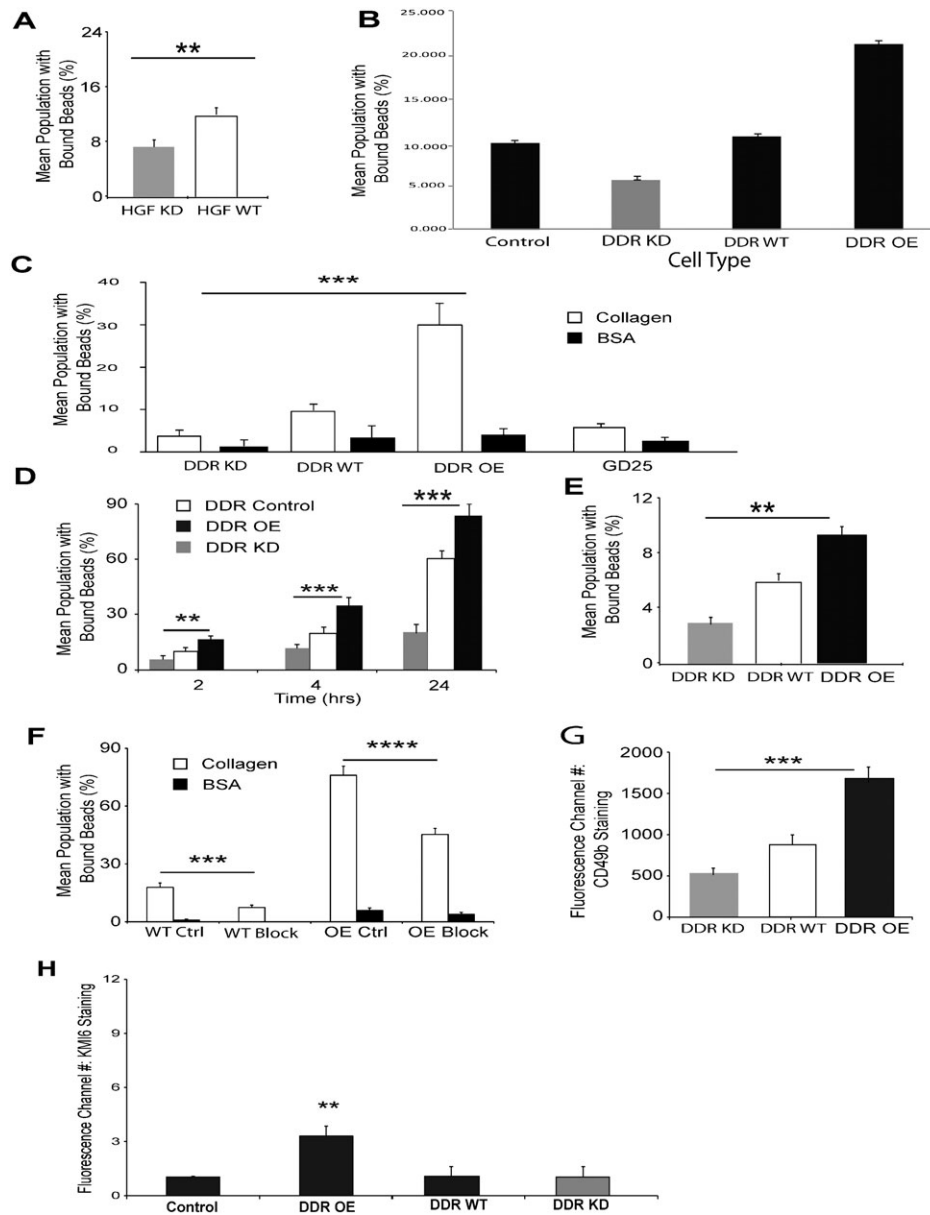 A
Mean Population with
Bound Beads (%)
24
16
8
0
**
HGF KD
HGF WT
B
Mean Population with
Bound Beads (%)
25.000
20.000
15.000
10.000
5.000
0.000
Control
DDR KD
DDR WT
DDR OE
Cell Type
C
Mean Population with
Bound Beads (%)
40
30
20
10
0
***
Collagen
BSA
DDR KD
DDR WT
DDR OE
GD25
D
Mean Population with
Bound Beads (%)
90
60
30
0
DDR Control
DDR OE
DDR KD
**
***
***
2
4
24
Time (hrs)
E
Mean Population with
Bound Beads (%)
12
8
4
0
**
DDR KD
DDR WT
DDR OE
F
Mean Population with
Bound Beads (%)
90
60
30
0
Collagen
BSA
***
****
WT Ctrl
WT Block
OE Ctrl
OE Block
G
Fluorescence Channel #:
CD49b Staining
2000
1500
1000
500
0
***
DDR KD
DDR WT
DDR OE
H
Fluorescence Channel #: KMI6 Staining
12
9
6
3
0
**
Control
DDR OE
DDR WT
DDR KD